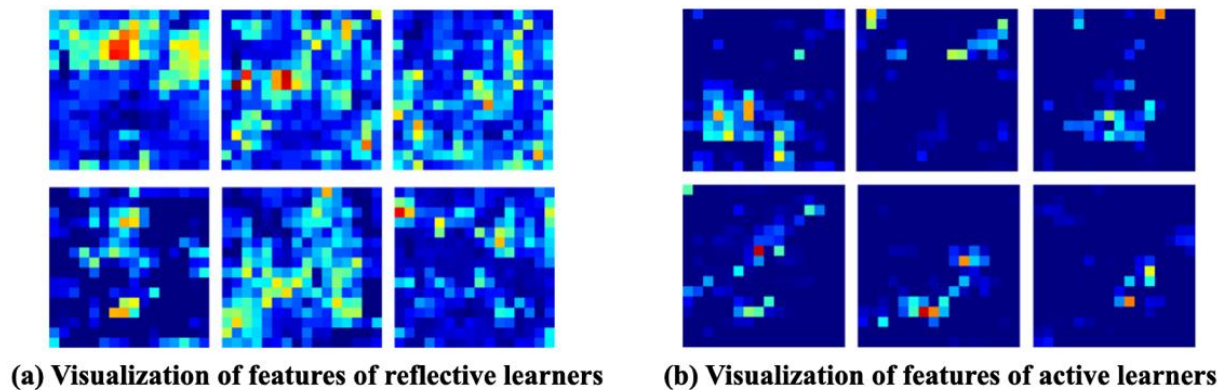 (a) Visualization of features of reflective learners
(b) Visualization of features of active learners